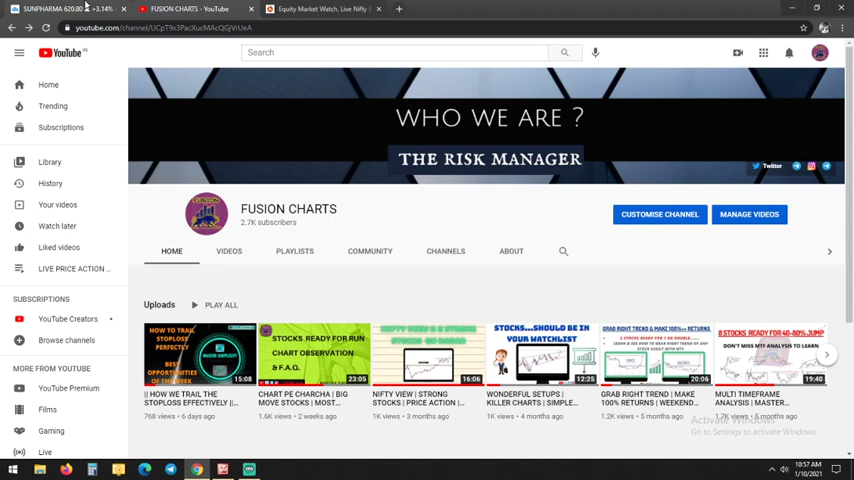 SUNPHARMA 620.80 ▲ +3.14%
FUSION CHARTS - YouTube
Equity Market Watch, Live Nifty
youtube.com/channel/UCpT9x3PacXucMAcQGjVrUeA
YouTube IN
Search
Home
Trending
Subscriptions
Library
History
Your videos
Watch later
Liked videos
LIVE PRICE ACTION ...
SUBSCRIPTIONS
YouTube Creators
Browse channels
MORE FROM YOUTUBE
YouTube Premium
Films
Gaming
Live
WHO WE ARE ?
THE RISK MANAGER
Twitter
FUSION CHARTS
2.7K subscribers
CUSTOMISE CHANNEL
MANAGE VIDEOS
HOME VIDEOS PLAYLISTS COMMUNITY CHANNELS ABOUT
Uploads PLAY ALL
HOW TO TRAIL
STOPLOSS
PERFECTLY
BEST
OPPORTUNITIES
OF THE WEEK
MASTER SIMPLICITY
15:08
|| HOW WE TRAIL THE
STOPLOSS EFFECTIVELY ||...
768 views • 6 days ago
STOCKS READY FOR RUN
CHART OBSERVATION
& F.A.Q.
23:05
CHART PE CHARCHA | BIG
MOVE STOCKS | MOST...
1.6K views • 2 weeks ago
16:06
NIFTY VIEW | STRONG
STOCKS | PRICE ACTION |...
1K views • 3 months ago
STOCKS...SHOULD BE IN
YOUR WATCHLIST
12:25
WONDERFUL SETUPS |
KILLER CHARTS | SIMPLE...
1K views • 4 months ago
GRAB RIGHT TREND & MAKE 100%++ RETURNS
20:06
GRAB RIGHT TREND | MAKE
100% RETURNS | WEEKEND...
1.2K views • 5 months ago
8 STOCKS READY FOR 40-80% JUMP
DON'T MISS MTF ANALYSIS TO LEARN
19:40
MULTI TIMEFRAME
ANALYSIS | MASTER...
1.7K views • 5 months ago
Activate Windows
Go to Settings to activate Windows.
10:57 AM
1/10/2021